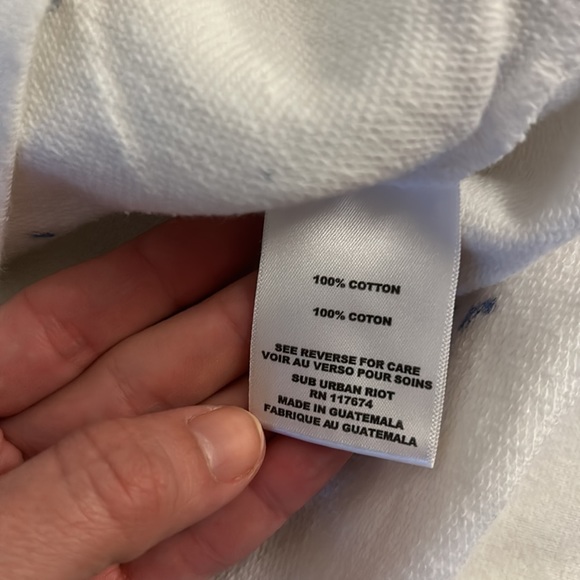 100% COTTON
100% COTON
SEE REVERSE FOR CARE
VOIR AU VERSO POUR SOINS
SUB URBAN RIOT
RN 117674
MADE IN GUATEMALA
FABRIQUE AU GUATEMALA